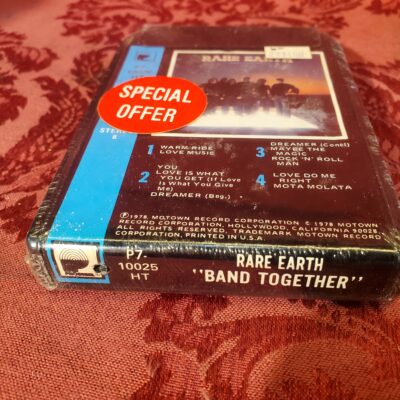 RARE EARTH
SPECIAL
OFFER
STEREO
8
1 WARM RIDE
LOVE MUSIC
2 YOU
LOVE IS WHAT
YOU GET (If Love
Is What You Give
Me)
DREAMER (Beg.)
3 DREAMER (Concl)
MAYBE THE
MAGIC
ROCK 'N' ROLL
MAN
4 LOVE DO ME
RIGHT
MOTA MOLATA
℗ 1978 MOTOWN RECORD CORPORATION © 1978 MOTOWN
RECORD CORPORATION, HOLLYWOOD, CALIFORNIA 90028.
ALL RIGHTS RESERVED. TRADEMARK MOTOWN RECORD
CORPORATION, PRINTED IN U.S.A.
P7-
10025
HT
RARE EARTH
"BAND TOGETHER"